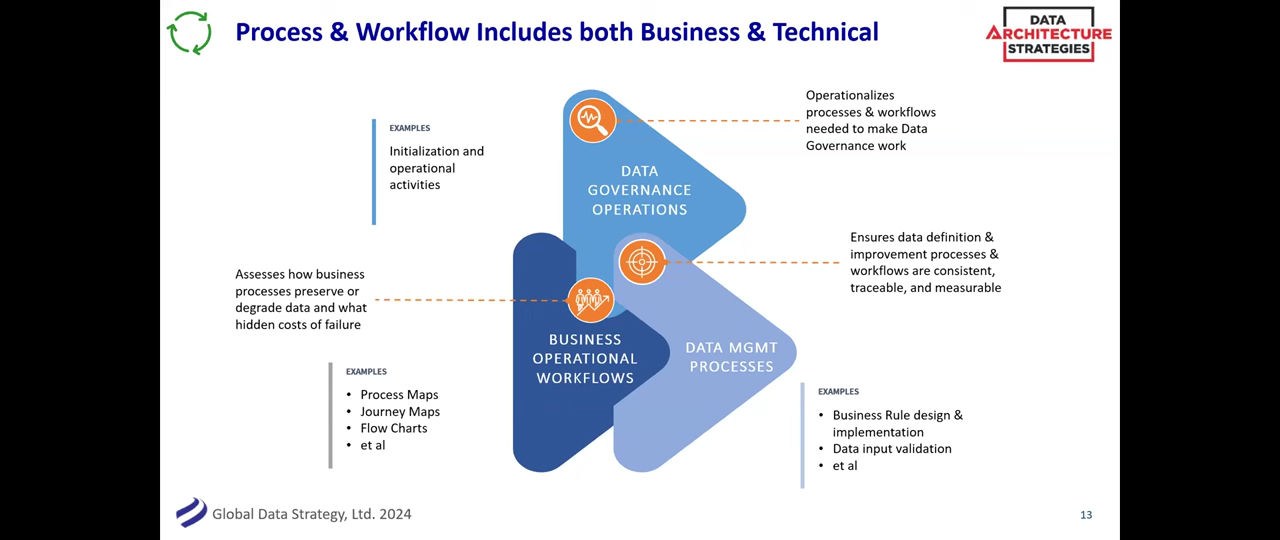 Process & Workflow Includes both Business & Technical
DATA
ARCHITECTURE
STRATEGIES
Operationalizes
processes & workflows
needed to make Data
Governance work
EXAMPLES
Initialization and
operational
activities
DATA
GOVERNANCE
OPERATIONS
Ensures data definition &
improvement processes &
workflows are consistent,
traceable, and measurable
Assesses how business
processes preserve or
degrade data and what
hidden costs of failure
BUSINESS
OPERATIONAL
WORKFLOWS
DATA MGMT
PROCESSES
EXAMPLES
• Process Maps
• Journey Maps
• Flow Charts
• et al
EXAMPLES
• Business Rule design &
implementation
• Data input validation
• et al
Global Data Strategy, Ltd. 2024
13